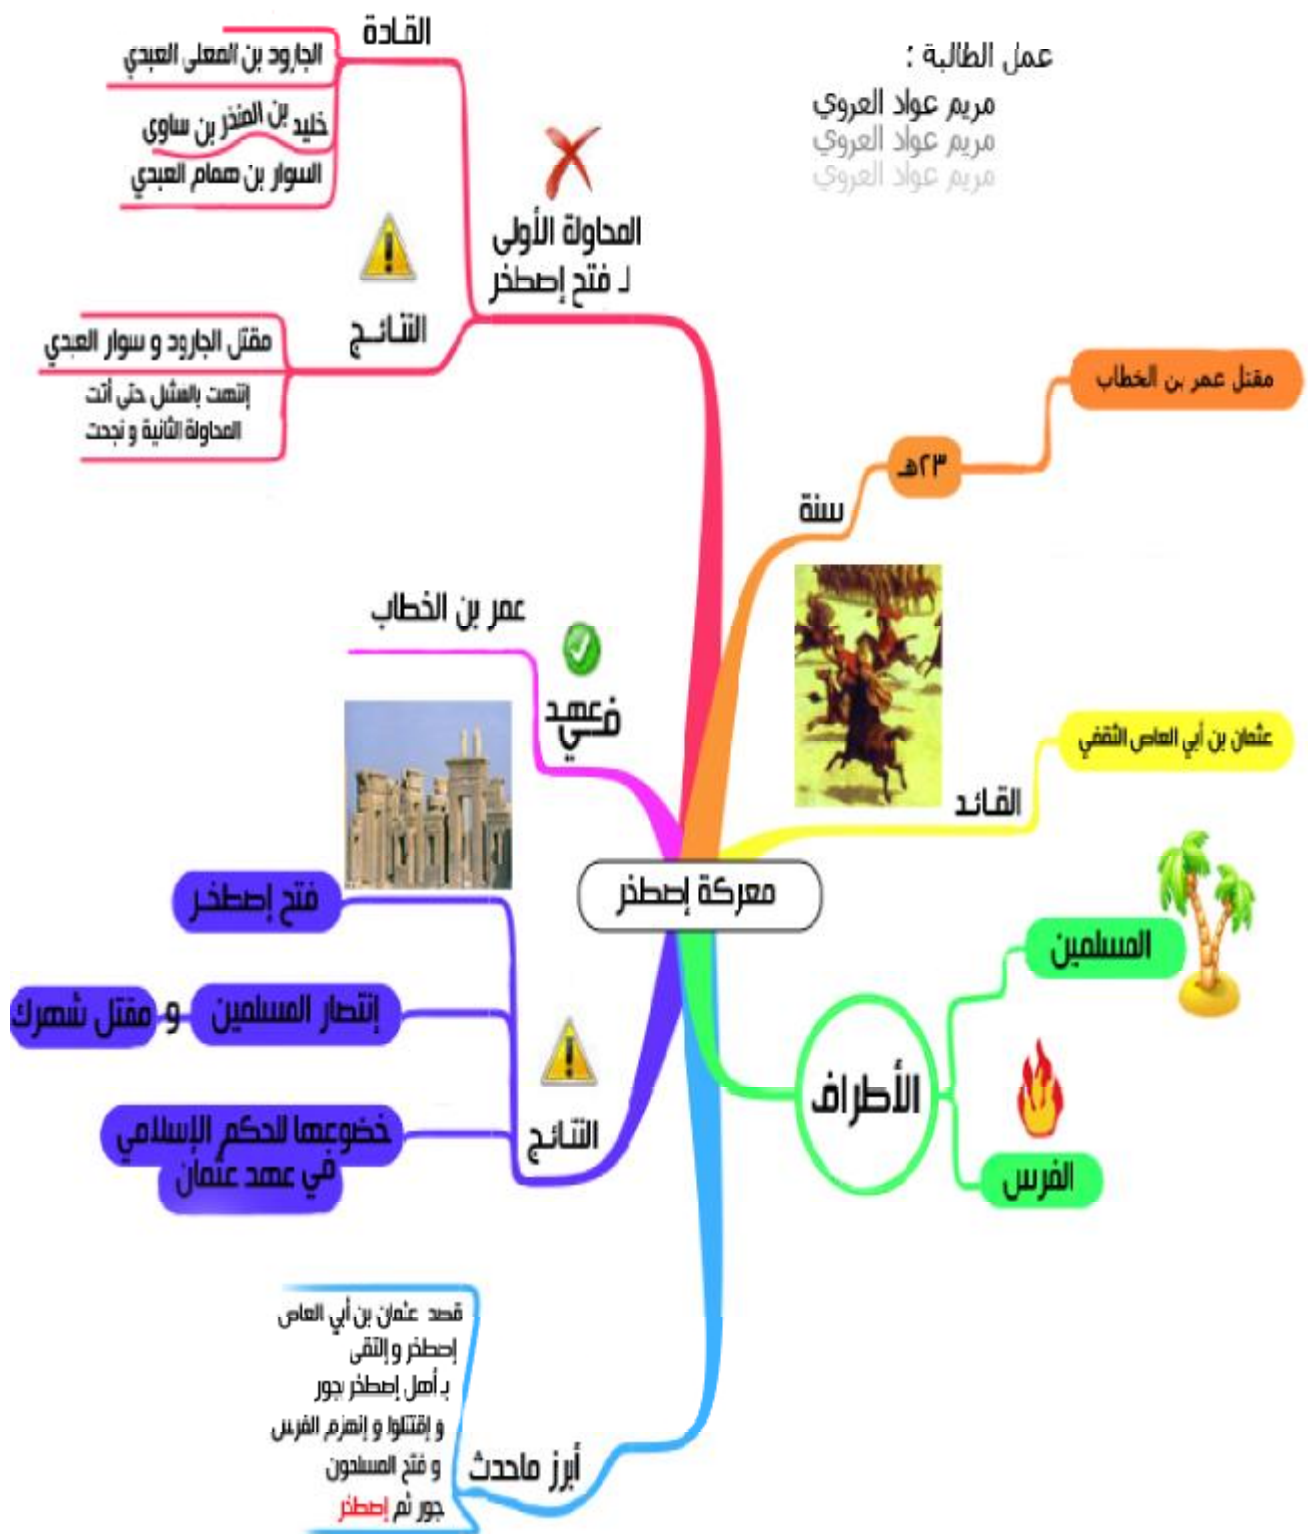 عمل الطالبة :
مريم عواد العروي
مريم عواد العروي
مريم عواد العروي
القادة
الجارود بن المعلى العبدي
خليد بن المنذر بن ساوى
السوار بن همام العبدي
المحاولة الأولى
لـ فتح إصطخر
النتائج
مقتل الجارود و سوار العبدي
إنتهت بالفشل حتى أتت
المحاولة الثانية و نجحت
مقتل عمر بن الخطاب
٢٣هـ
سنة
عمر بن الخطاب
في عهد
عثمان بن أبي العاص الثقفي
القائد
معركة إصطخر
فتح إصطخر
إنتصار المسلمين و مقتل شهرك
خضوعها للحكم الإسلامي
في عهد عثمان
النتائج
المسلمين
الأطراف
الفرس
قصد عثمان بن أبي العاص
إصطخر و إلتقى
بـ أهل إصطخر بجور
و إقتتلوا و إنهزم الفرس
و فتح المسلمون
جور ثم إصطخر
أبرز ماحدث